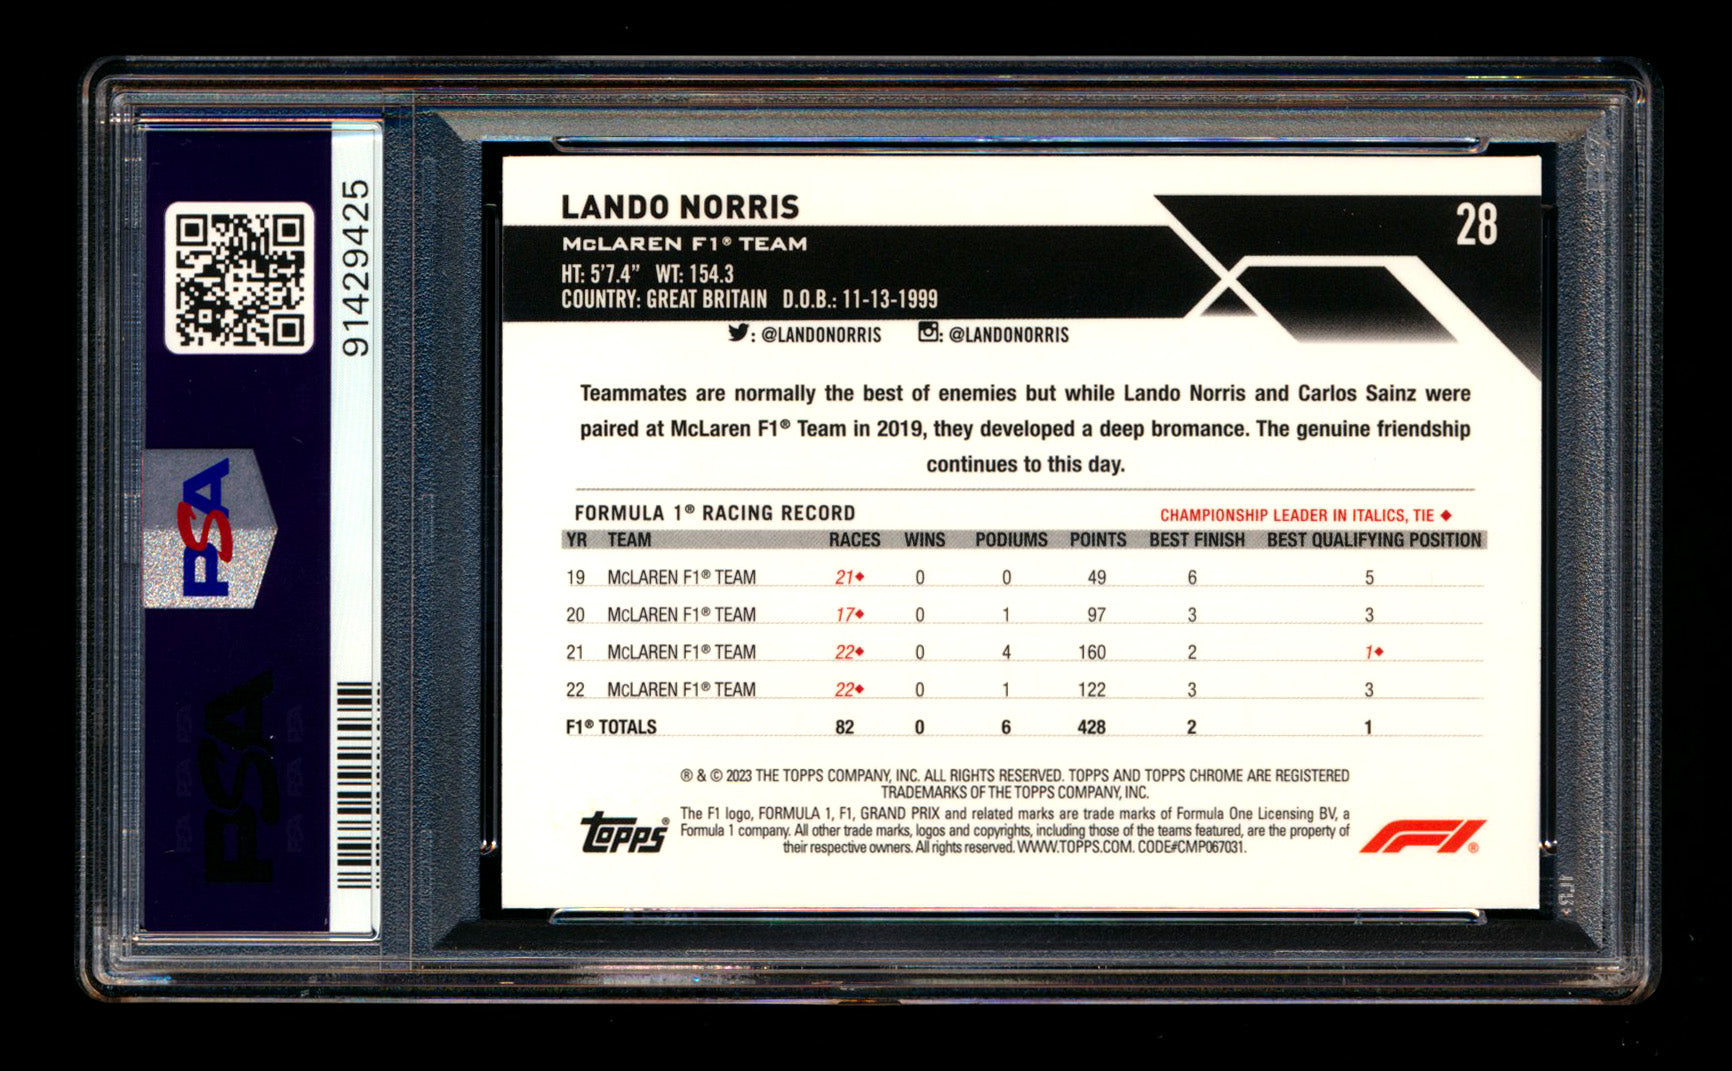 91429425
PSA
PSA
LANDO NORRIS
28
McLAREN F1® TEAM
HT: 5'7.4" WT: 154.3
COUNTRY: GREAT BRITAIN D.O.B.: 11-13-1999
: @LANDONORRIS : @LANDONORRIS
Teammates are normally the best of enemies but while Lando Norris and Carlos Sainz were
paired at McLaren F1® Team in 2019, they developed a deep bromance. The genuine friendship
continues to this day.
FORMULA 1® RACING RECORD CHAMPIONSHIP LEADER IN ITALICS, TIE ◆
YR TEAM RACES WINS PODIUMS POINTS BEST FINISH BEST QUALIFYING POSITION
19 McLAREN F1® TEAM 21◆ 0 0 49 6 5
20 McLAREN F1® TEAM 17◆ 0 1 97 3 3
21 McLAREN F1® TEAM 22◆ 0 4 160 2 1◆
22 McLAREN F1® TEAM 22◆ 0 1 122 3 3
F1® TOTALS 82 0 6 428 2 1
® & © 2023 THE TOPPS COMPANY, INC. ALL RIGHTS RESERVED. TOPPS AND TOPPS CHROME ARE REGISTERED
TRADEMARKS OF THE TOPPS COMPANY, INC.
The F1 logo, FORMULA 1, F1, GRAND PRIX and related marks are trade marks of Formula One Licensing BV, a
Formula 1 company. All other trade marks, logos and copyrights, including those of the teams featured, are the property of
their respective owners. All rights reserved. WWW.TOPPS.COM. CODE#CMP067031.
Topps®
F1®